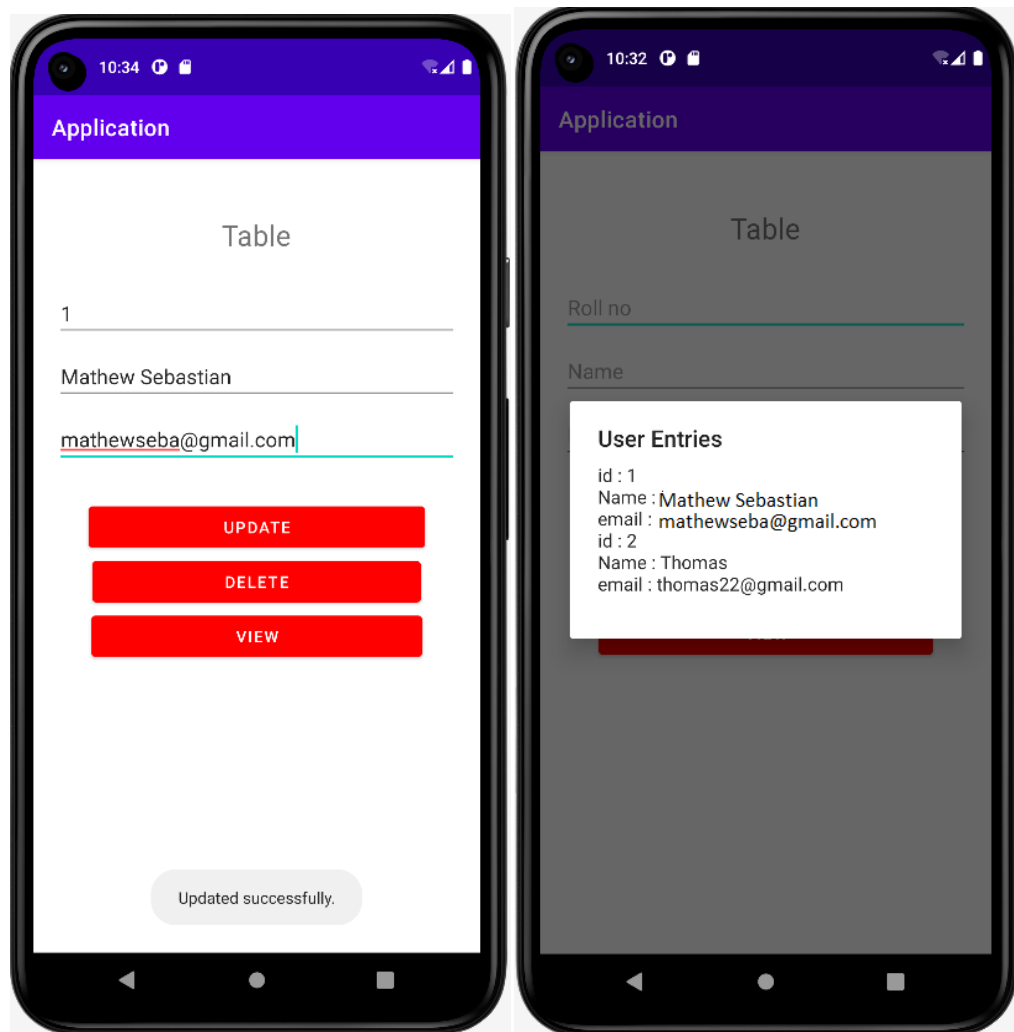 10:34
Application
Table
1
Mathew Sebastian
mathewseba@gmail.com
UPDATE
DELETE
VIEW
Updated successfully.
10:32
Application
Table
Roll no
Name
User Entries
id : 1
Name : Mathew Sebastian
email : mathewseba@gmail.com
id : 2
Name : Thomas
email : thomas22@gmail.com